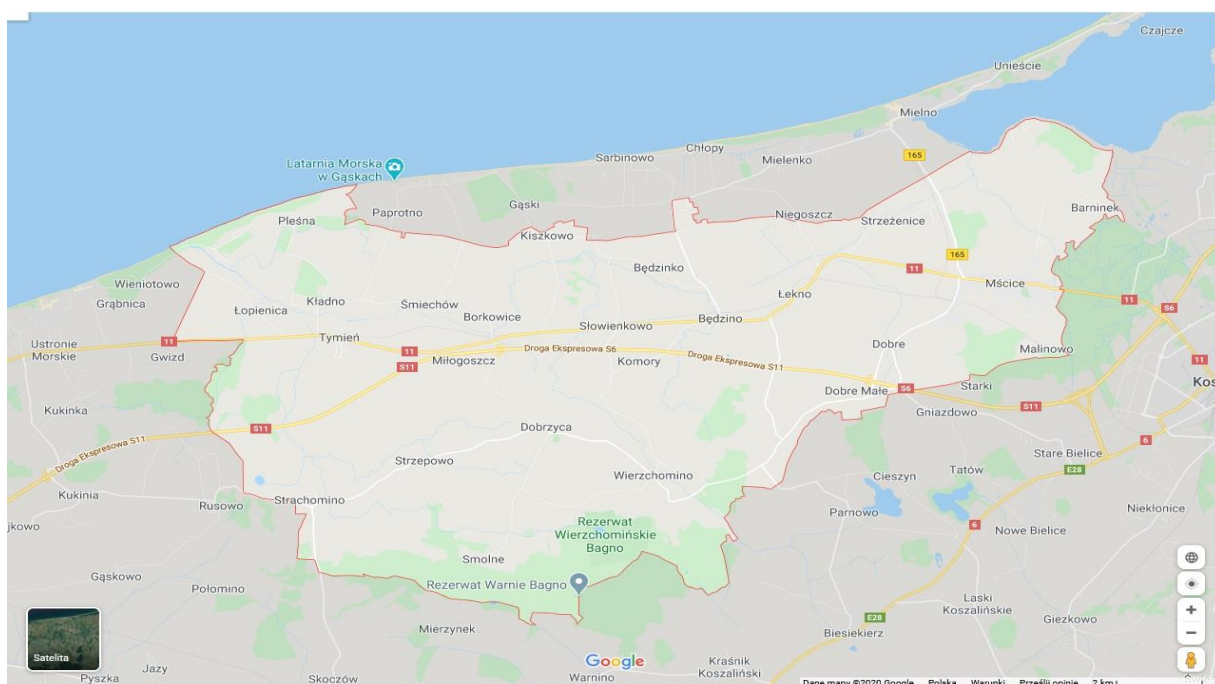 Czajcze
Unieście
Mielno
Chłopy
165
Sarbinowo
Mielenko
Latarnia Morska
w Gąskach
Gąski
Paprotno
Barninek
Pleśna
Niegoszcz
Strzeżenice
Kiszkowo
165
Będzinko
11
Wieniotowo
Mścice
Łekno
11
Grąbnica
Kładno
Śmiechów
S6
Łopienica
Borkowice
Będzino
Słowienkowo
Tymień
11
Ustronie
Morskie
Dobre
Gwizd
11
Droga Ekspresowa S6
Malinowo
Miłogoszcz
Komory
Droga Ekspresowa S11
11
S11
Kos
Starki
Dobre Małe
S6
Kukinka
S11
Gniazdowo
S11
Dobrzyca
6
Droga Ekspresowa S11
Stare Bielice
Strzepowo
E28
Tatów
Wierzchomino
Cieszyn
Kukinia
Strachomino
Rusowo
Niekłonice
Parnowo
jkowo
Rezerwat
Wierzchomińskie
Bagno
6
Nowe Bielice
Smolne
Gąskowo
Rezerwat Warnie Bagno
Połomino
Laski
Koszalińskie
E28
Giezkowo
Mierzynek
Biesiekierz
Satelita
Google
Kraśnik
Koszaliński
Jazy
Pyszka
Skoczów
Warnino
Dane mapy ©2020 Google Polska Warunki Prześlij opinię 2 km